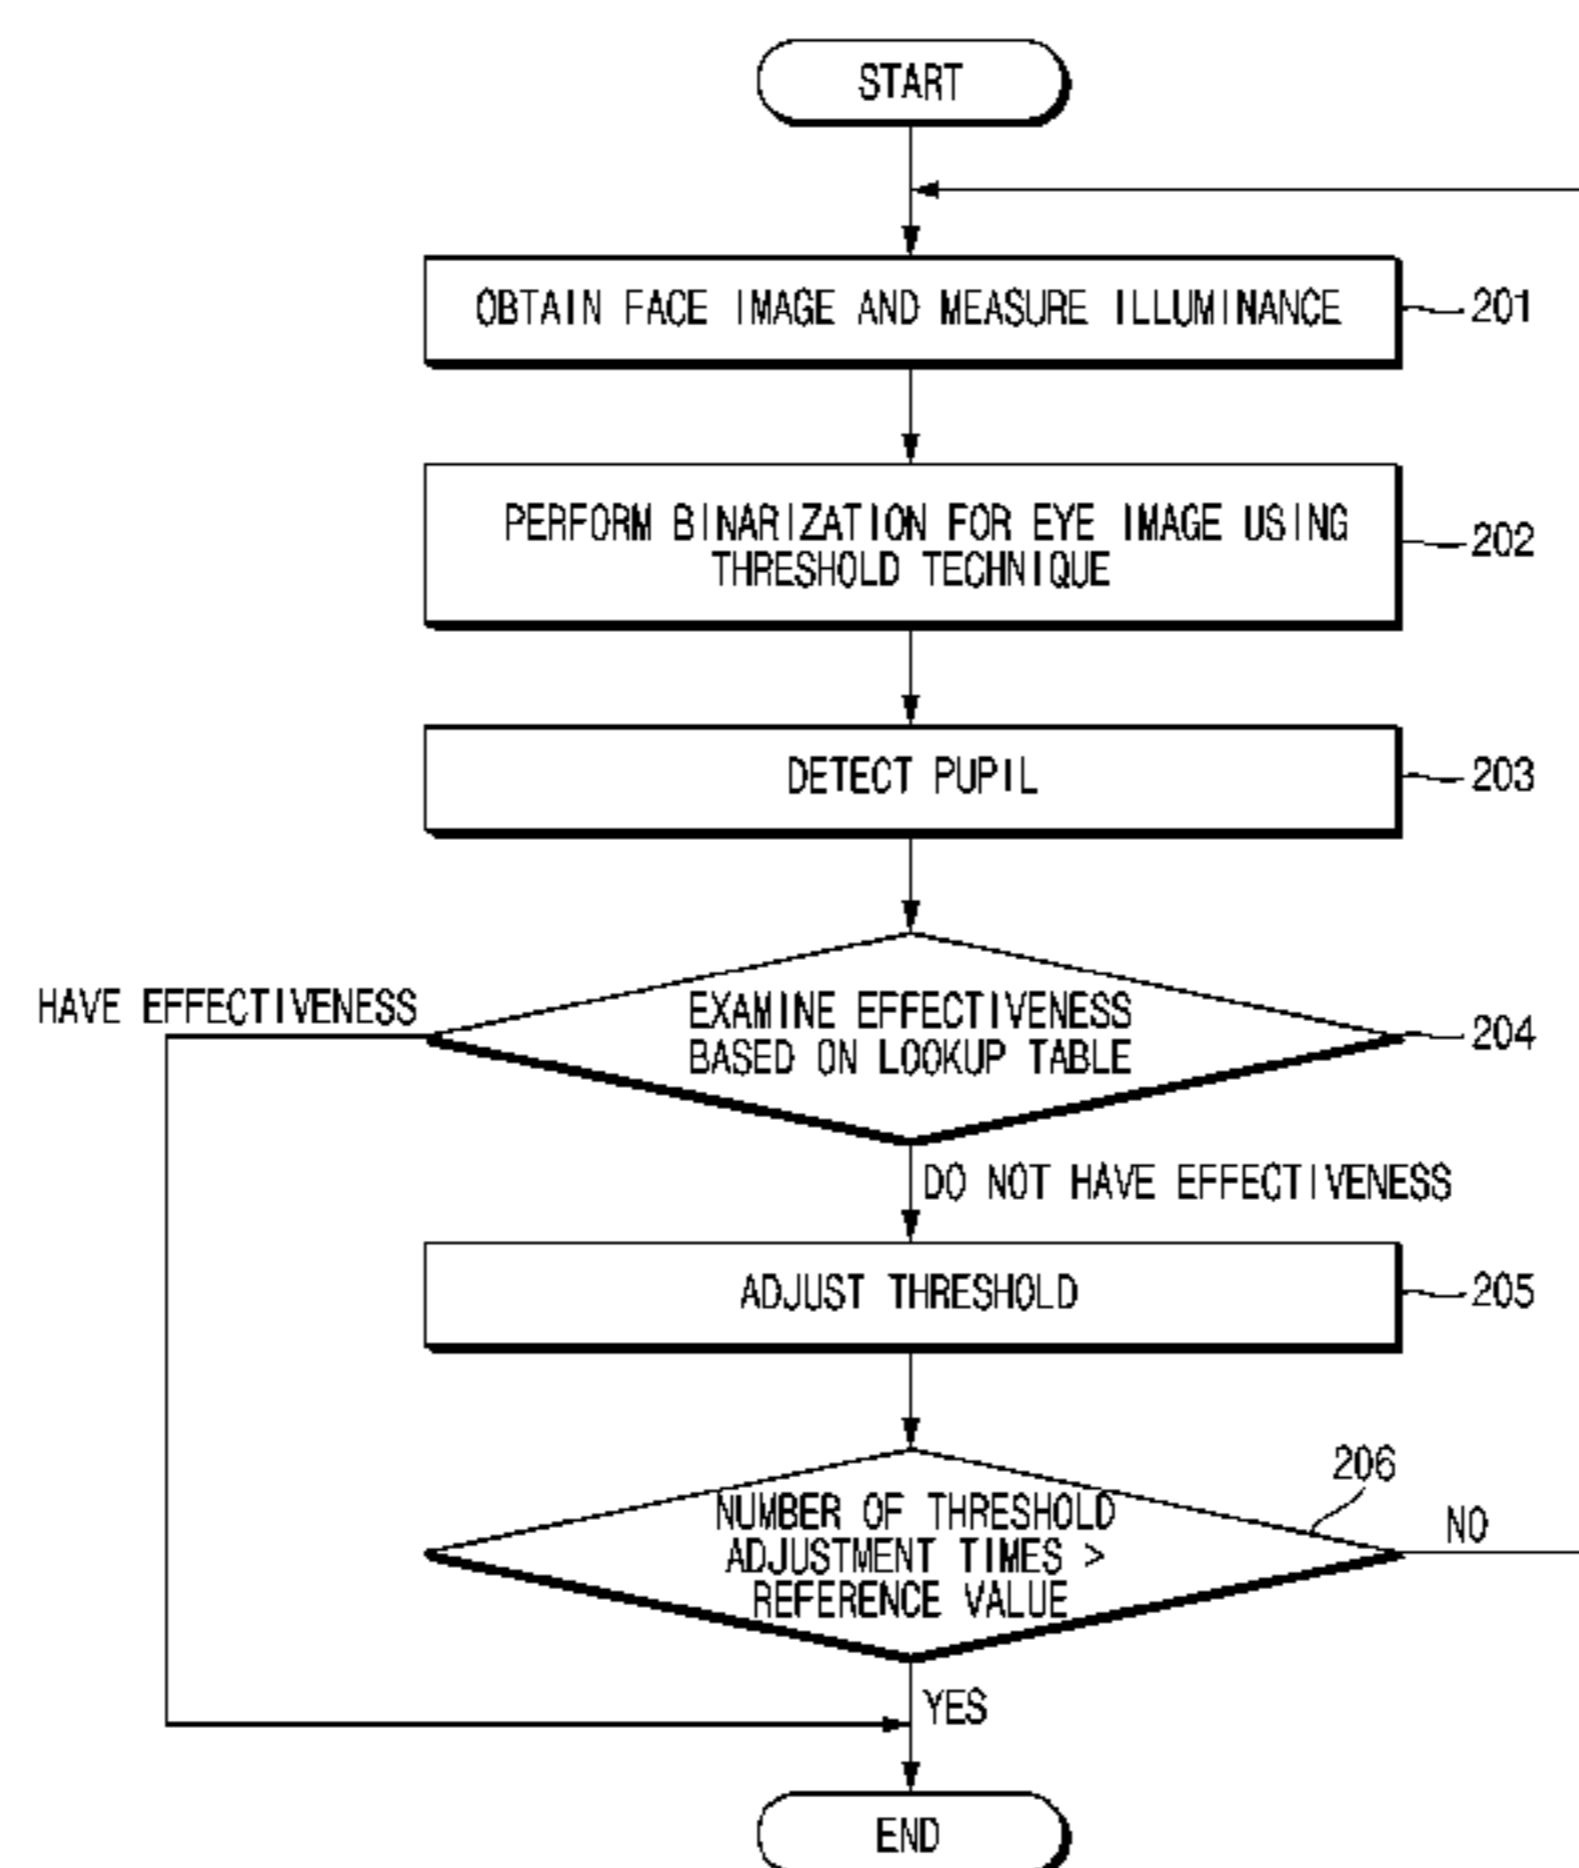 START
OBTAIN FACE IMAGE AND MEASURE ILLUMINANCE
201
PERFORM BINARIZATION FOR EYE IMAGE USING
THRESHOLD TECHNIQUE
202
DETECT PUPIL
203
HAVE EFFECTIVENESS
EXAMINE EFFECTIVENESS
BASED ON LOOKUP TABLE
204
DO NOT HAVE EFFECTIVENESS
ADJUST THRESHOLD
205
206
NUMBER OF THRESHOLD
ADJUSTMENT TIMES >
REFERENCE VALUE
NO
YES
END